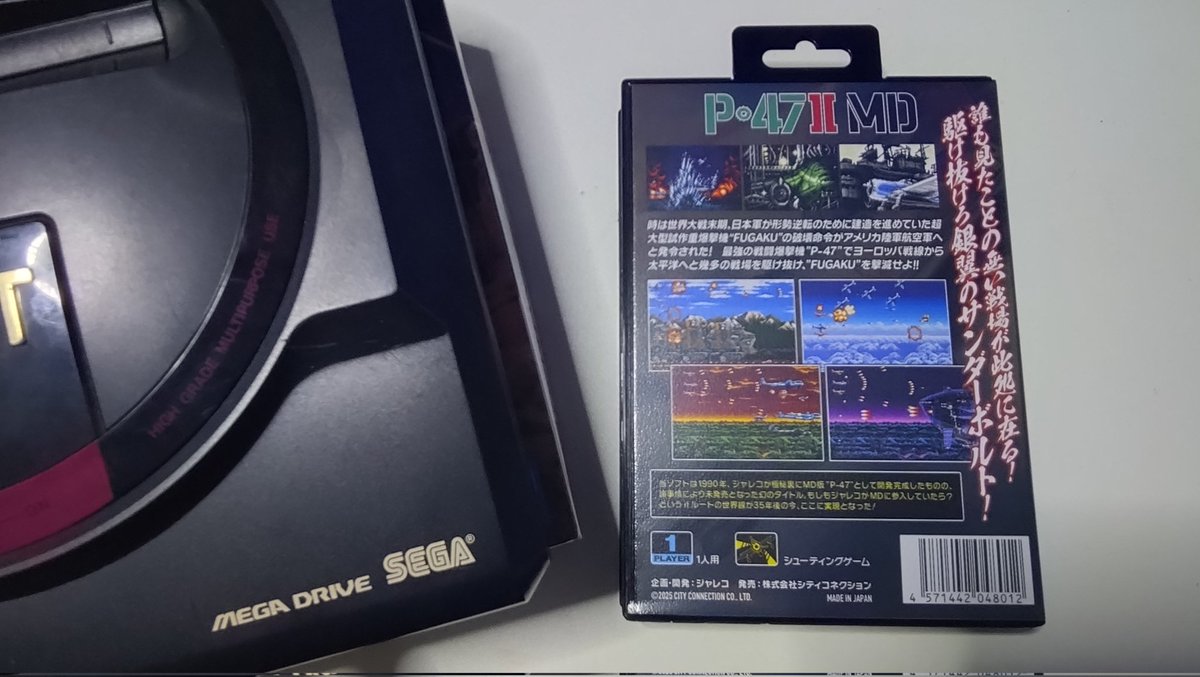 T
HIGH GRADE MULTIPURPOSE USE
MEGA DRIVE SEGA®
P・47 II MD
誰も見たことの無い戦場が此処に在る!
駆け抜けろ銀翼のサンダーボルト!
時は世界大戦末期、日本軍が形勢逆転のために建造を進めていた超
大型試作重爆撃機"FUGAKU"の破壊命令がアメリカ陸軍航空軍へ
と発令された! 最強の戦闘爆撃機"P-47"でヨーロッパ戦線から
太平洋へと幾多の戦場を駆け抜け、"FUGAKU"を撃滅せよ!!
当ソフトは1990年、ジャレコが極秘裏にMD版"P-47"として開発完成したものの、
諸事情により未発売となった幻のタイトル。もしもジャレコがMDに参入していたら?
というifルートの世界線が35年後の今、ここに実現となった!
1
PLAYER 1人用
シューティングゲーム
企画・開発:ジャレコ 発売:株式会社シティコネクション
©2025 CITY CONNECTION CO., LTD. MADE IN JAPAN
4 571442 048012